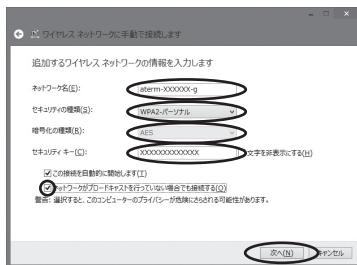 ワイヤレス ネットワークに手動で接続します
追加するワイヤレス ネットワークの情報を入力します
ネットワーク名(E):
aterm-XXXXXX-g
セキュリティの種類(S):
WPA2-パーソナル
暗号化の種類(R):
AES
セキュリティ キー(C):
XXXXXXXXXXXXX
文字を非表示にする(H)
この接続を自動的に開始します(T)
ネットワークがブロードキャストを行っていない場合でも接続する(O)
警告: 選択すると、このコンピューターのプライバシーが危険にさらされる可能性があります。
次へ(N)
キャンセル